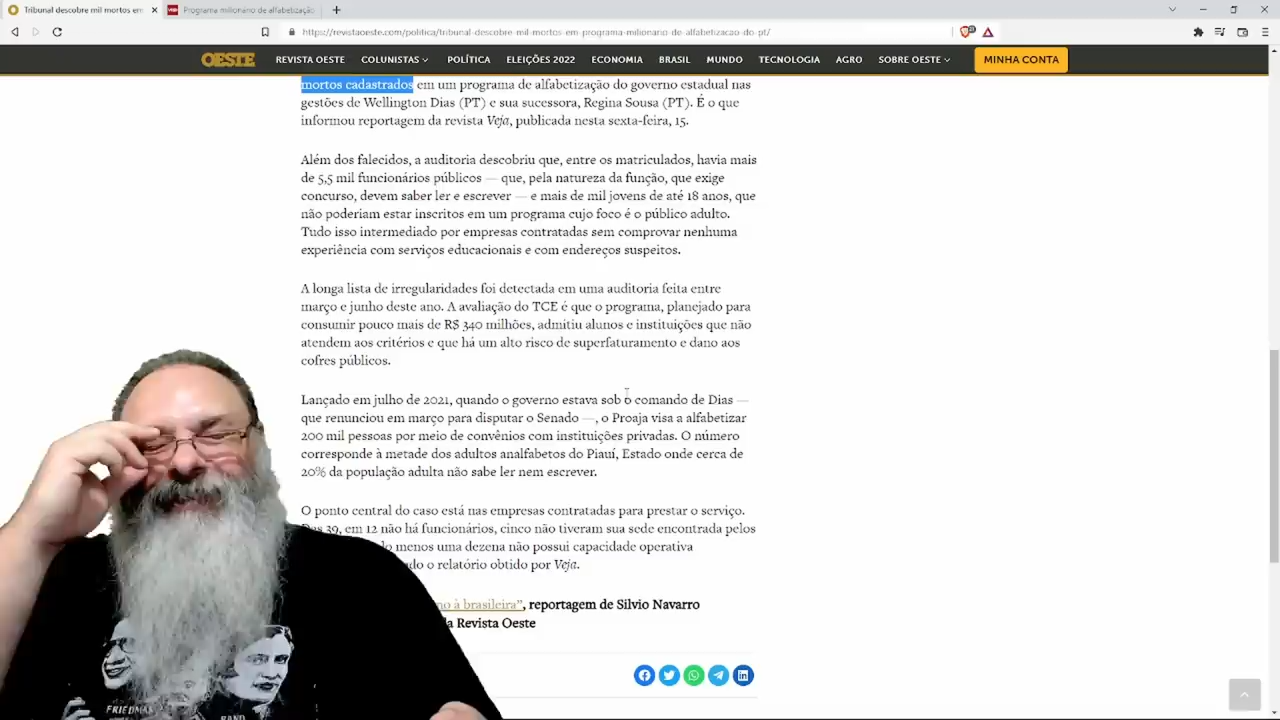 Tribunal descobre mil mortos em
Programa milionário de alfabetização
https://revistaoeste.com/politica/tribunal-descobre-mil-mortos-em-programa-milionario-de-alfabetizacao-do-pt/
OESTE
REVISTA OESTE
COLUNISTAS
POLÍTICA
ELEIÇÕES 2022
ECONOMIA
BRASIL
MUNDO
TECNOLOGIA
AGRO
SOBRE OESTE
MINHA CONTA
mortos cadastrados em um programa de alfabetização do governo estadual nas
gestões de Wellington Dias (PT) e sua sucessora, Regina Sousa (PT). É o que
informou reportagem da revista Veja, publicada nesta sexta-feira, 15.
Além dos falecidos, a auditoria descobriu que, entre os matriculados, havia mais
de 5,5 mil funcionários públicos — que, pela natureza da função, que exige
concurso, devem saber ler e escrever — e mais de mil jovens de até 18 anos, que
não poderiam estar inscritos em um programa cujo foco é o público adulto.
Tudo isso intermediado por empresas contratadas sem comprovar nenhuma
experiência com serviços educacionais e com endereços suspeitos.
A longa lista de irregularidades foi detectada em uma auditoria feita entre
março e junho deste ano. A avaliação do TCE é que o programa, planejado para
consumir pouco mais de R$ 340 milhões, admitiu alunos e instituições que não
atendem aos critérios e que há um alto risco de superfaturamento e dano aos
cofres públicos.
Lançado em julho de 2021, quando o governo estava sob o comando de Dias —
que renunciou em março para disputar o Senado —, o Proaja visa a alfabetizar
200 mil pessoas por meio de convênios com instituições privadas. O número
corresponde à metade dos adultos analfabetos do Piauí, Estado onde cerca de
20% da população adulta não sabe ler nem escrever.
O ponto central do caso está nas empresas contratadas para prestar o serviço.
Das 39, em 12 não há funcionários, cinco não tiveram sua sede encontrada pelos
menos uma dezena não possui capacidade operativa
o relatório obtido por Veja.
à brasileira”, reportagem de Silvio Navarro
da Revista Oeste
FRIEDMAN
RAND